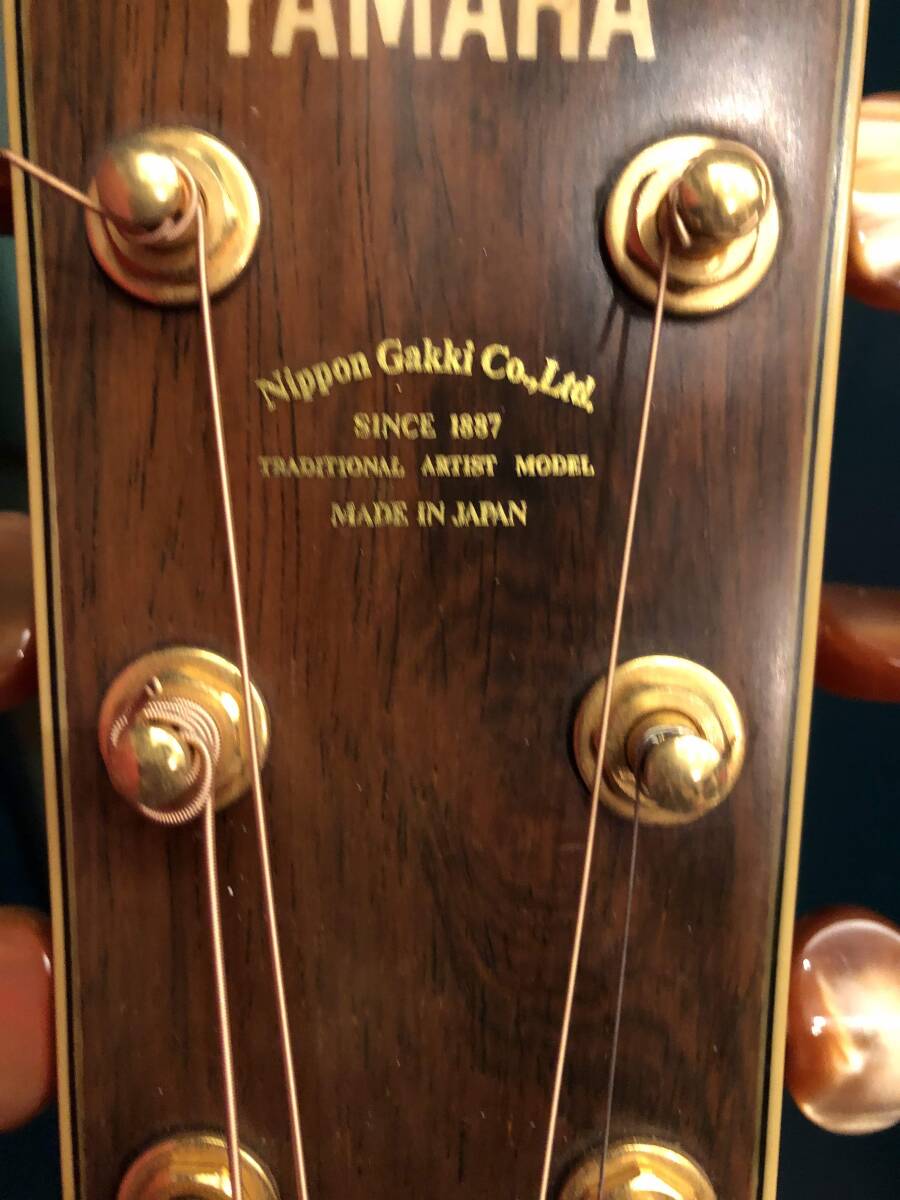 YAMAHA
Nippon Gakki Co.,Ltd.
SINCE 1887
TRADITIONAL ARTIST MODEL
MADE IN JAPAN